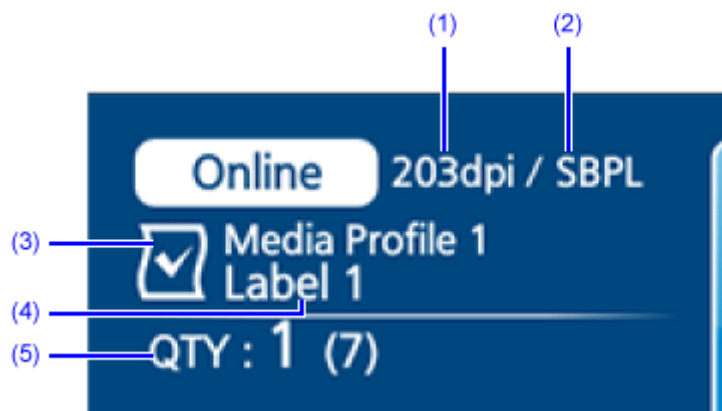 (1) (2)
Online 203dpi / SBPL
(3) Media Profile 1
Label 1
(4)
(5) QTY : 1 (7)